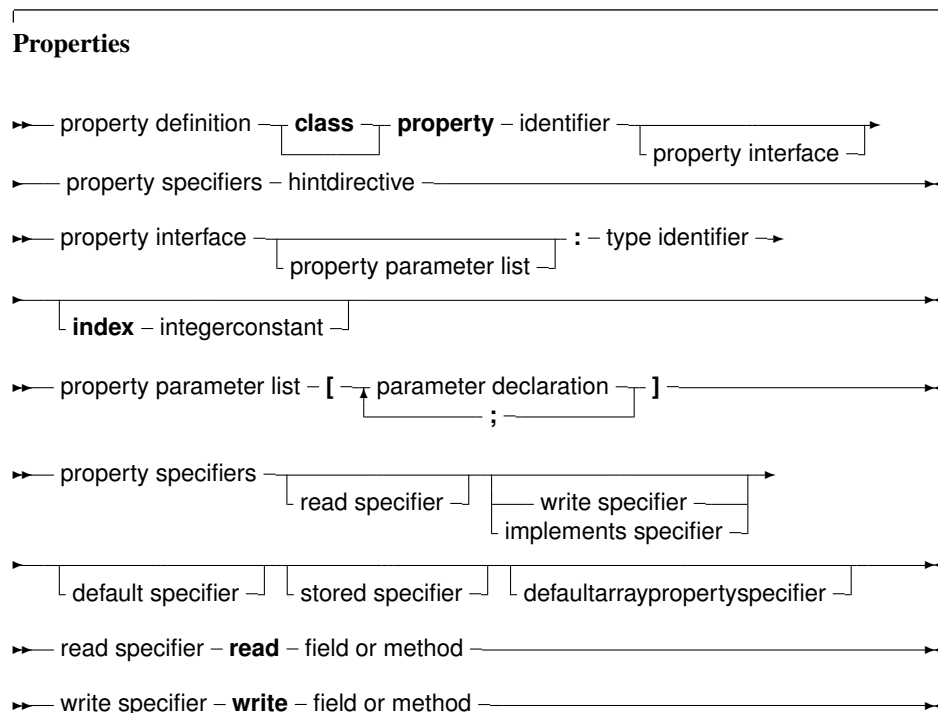 Properties
property definition – class – property – identifier
property interface
property specifiers – hintdirective
property interface : – type identifier
property parameter list
index – integerconstant
property parameter list – [ – parameter declaration – ]
;
property specifiers
read specifier write specifier
implements specifier
default specifier stored specifier defaultarraypropertyspecifier
read specifier – read – field or method
write specifier – write – field or method